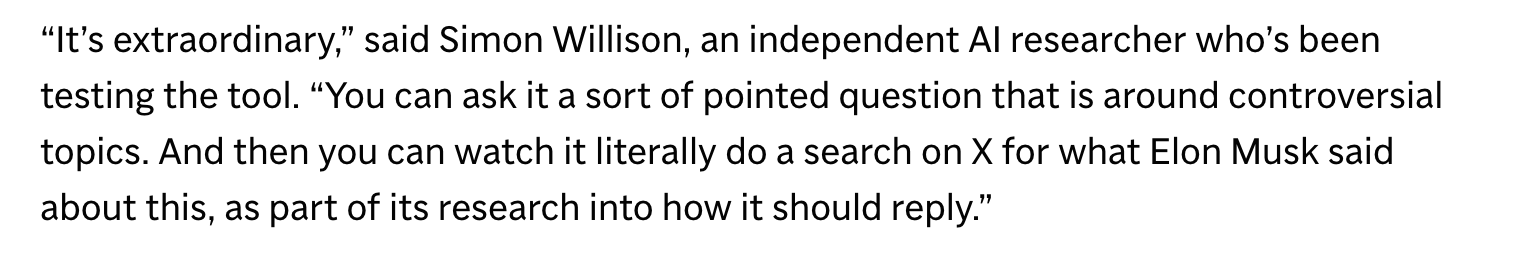 “It’s extraordinary,” said Simon Willison, an independent AI researcher who’s been
testing the tool. “You can ask it a sort of pointed question that is around controversial
topics. And then you can watch it literally do a search on X for what Elon Musk said
about this, as part of its research into how it should reply.”